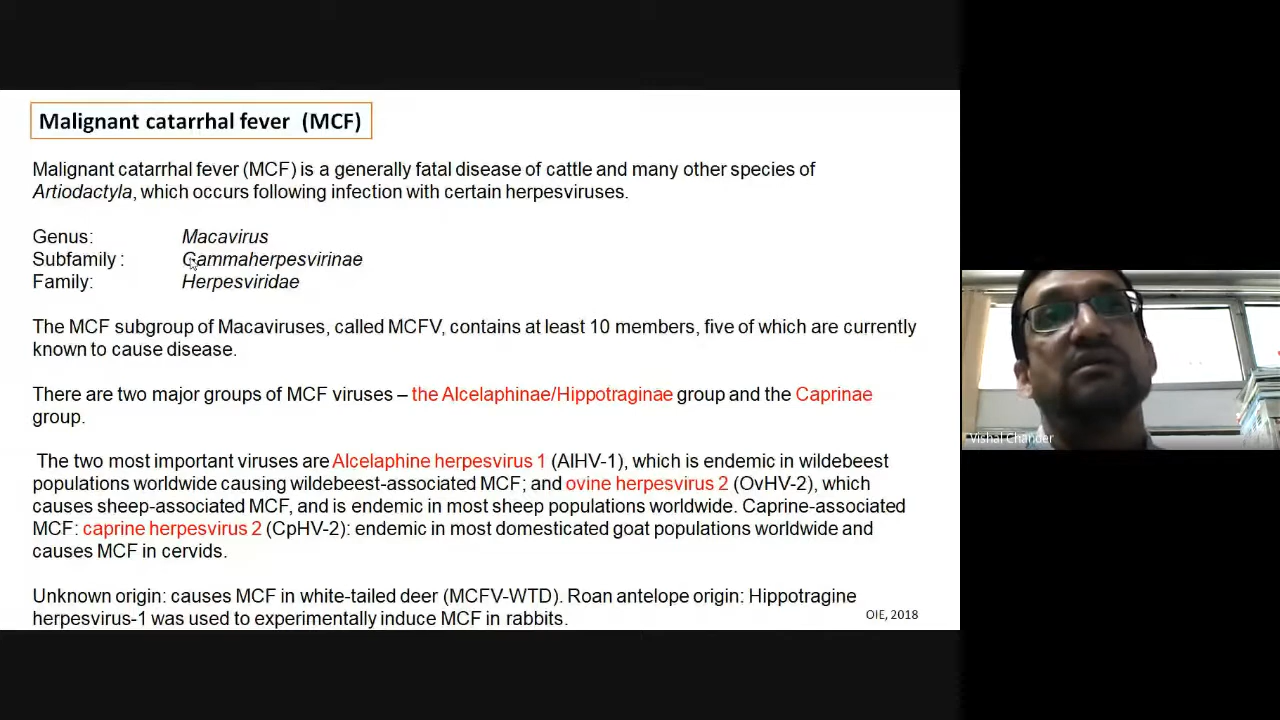 Malignant catarrhal fever (MCF)
Malignant catarrhal fever (MCF) is a generally fatal disease of cattle and many other species of
Artiodactyla, which occurs following infection with certain herpesviruses.
Genus: Macavirus
Subfamily : Gammaherpesvirinae
Family: Herpesviridae
The MCF subgroup of Macaviruses, called MCFV, contains at least 10 members, five of which are currently
known to cause disease.
There are two major groups of MCF viruses – the Alcelaphinae/Hippotraginae group and the Caprinae
group.
The two most important viruses are Alcelaphine herpesvirus 1 (AlHV-1), which is endemic in wildebeest
populations worldwide causing wildebeest-associated MCF; and ovine herpesvirus 2 (OvHV-2), which
causes sheep-associated MCF, and is endemic in most sheep populations worldwide. Caprine-associated
MCF: caprine herpesvirus 2 (CpHV-2): endemic in most domesticated goat populations worldwide and
causes MCF in cervids.
Unknown origin: causes MCF in white-tailed deer (MCFV-WTD). Roan antelope origin: Hippotragine
herpesvirus-1 was used to experimentally induce MCF in rabbits.
OIE, 2018
Vishal Chander